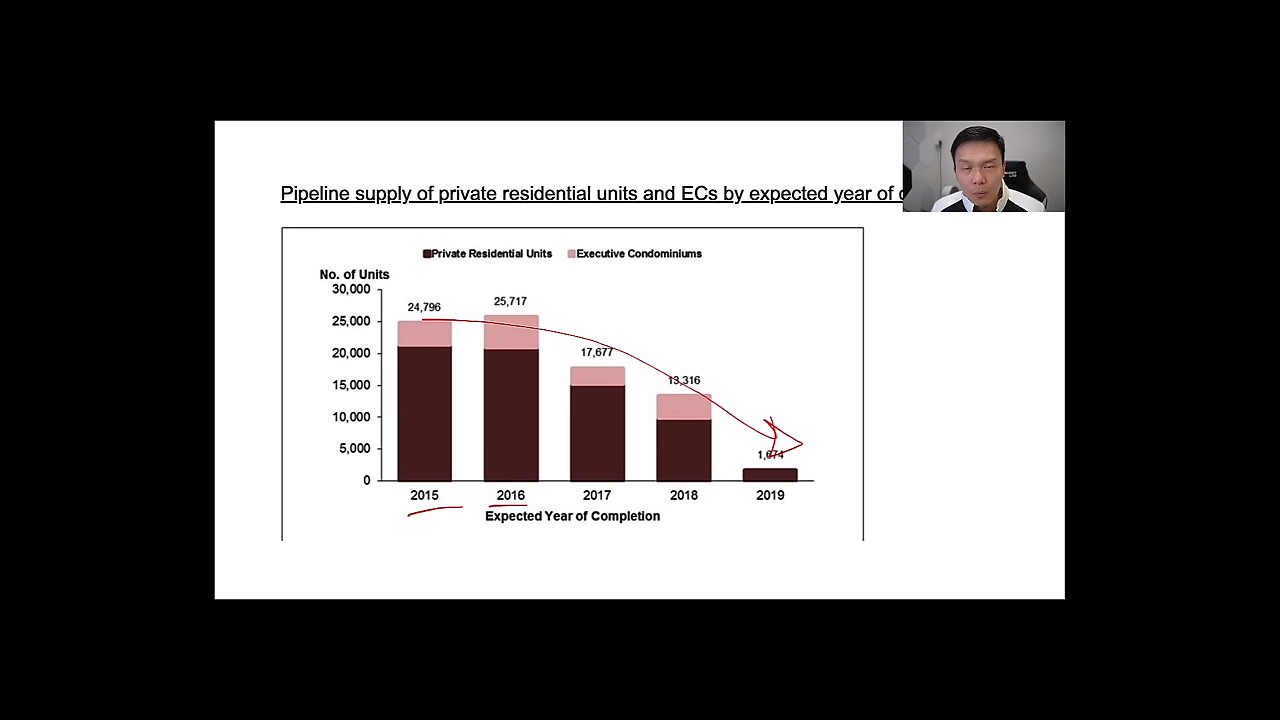 Pipeline supply of private residential units and ECs by expected year of
Private Residential Units Executive Condominiums
No. of Units
30,000
25,000
20,000
15,000
10,000
5,000
0
24,796
25,717
17,677
13,316
2015 2016 2017 2018 2019
Expected Year of Completion